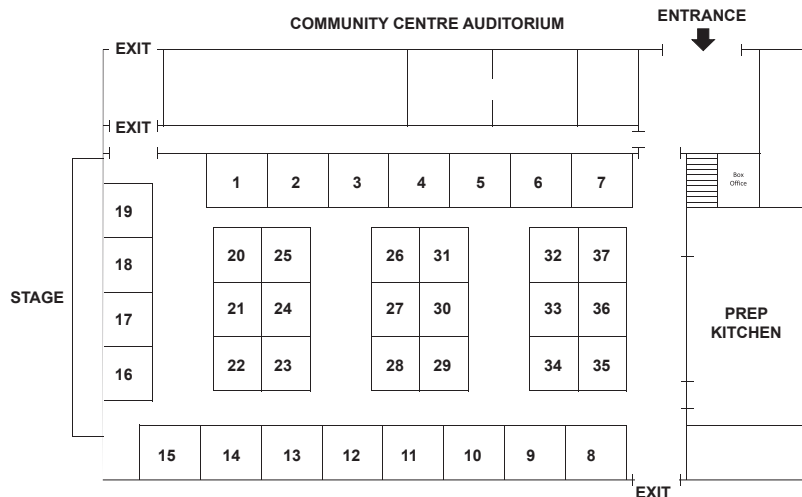 COMMUNITY CENTRE AUDITORIUM
ENTRANCE
EXIT
EXIT
1 2 3 4 5 6 7
Box
Office
19
20 25 26 31 32 37
18
STAGE
21 24 27 30 33 36
PREP
KITCHEN
17
22 23 28 29 34 35
16
15 14 13 12 11 10 9 8
EXIT